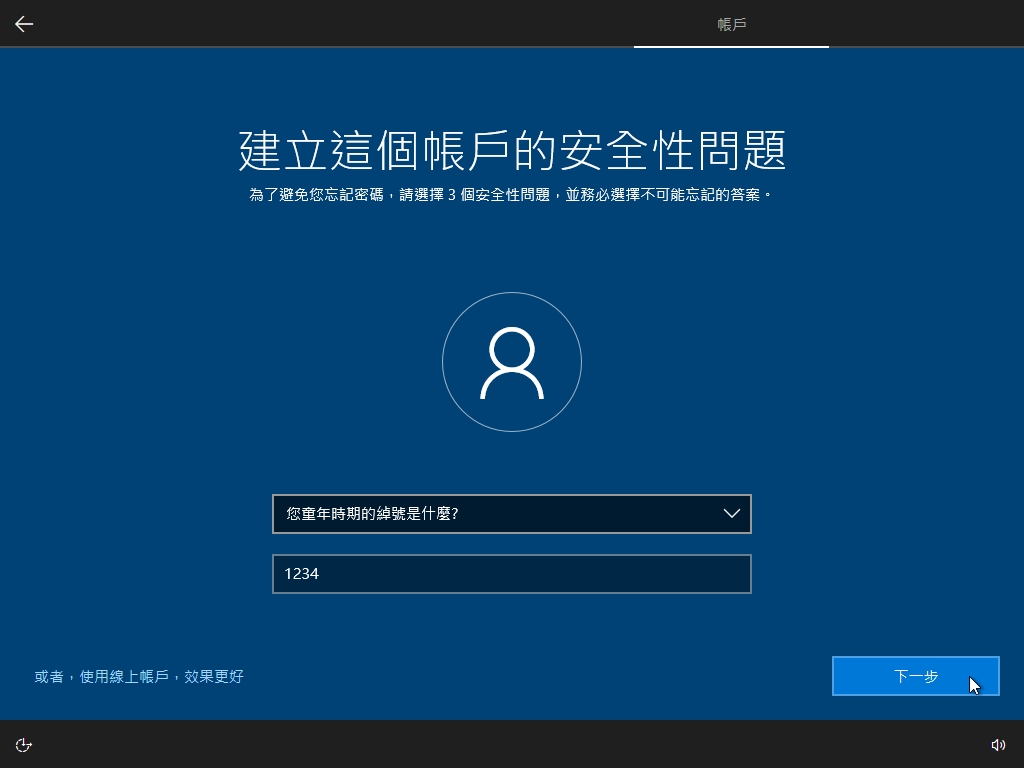 帳戶
建立這個帳戶的安全性問題
為了避免您忘記密碼，請選擇 3 個安全性問題，並務必選擇不可能忘記的答案。
您童年時期的綽號是什麼?
1234
或者，使用線上帳戶，效果更好
下一步